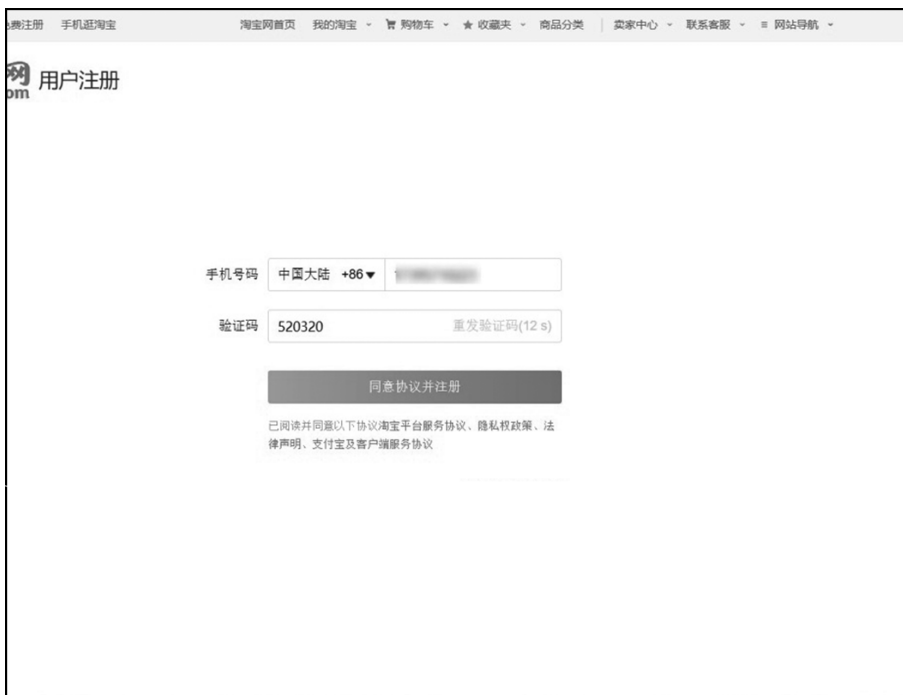 免费注册 手机逛淘宝 淘宝网首页 我的淘宝 购物车 收藏夹 商品分类 卖家中心 联系客服 网站导航
网 用户注册
om
手机号码 中国大陆 +86
验证码 520320 重发验证码(12 s)
同意协议并注册
已阅读并同意以下协议淘宝平台服务协议、隐私权政策、法
律声明、支付宝及客户端服务协议